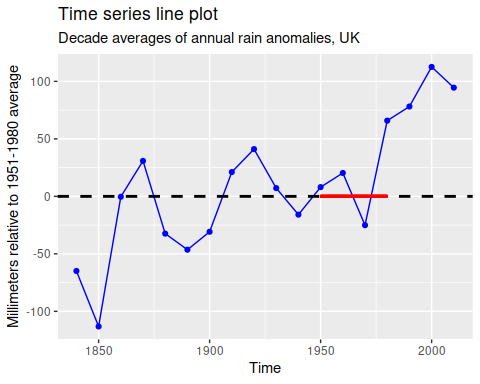 Time series line plot
Decade averages of annual rain anomalies, UK
Millimeters relative to 1951-1980 average
100
50
0
-50
-100
1850 1900 1950 2000
Time